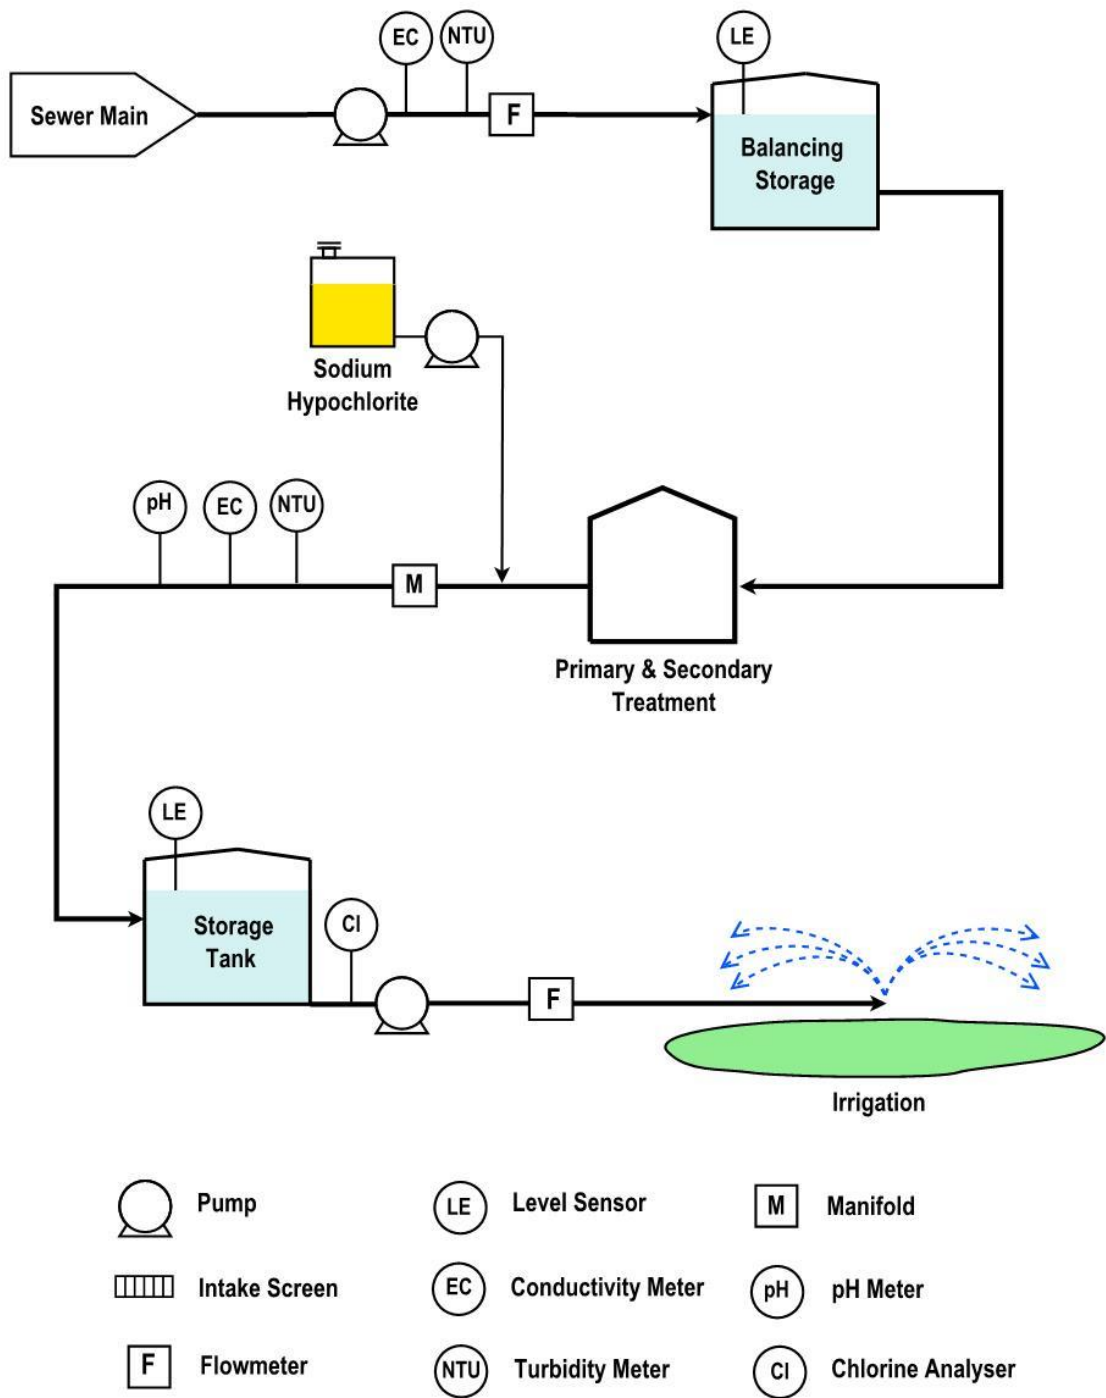 EC
NTU
LE
Sewer Main
F
Balancing
Storage
Sodium
Hypochlorite
pH
EC
NTU
M
Primary & Secondary
Treatment
LE
Storage
Tank
Cl
F
Irrigation
Pump
LE
Level Sensor
M
Manifold
Intake Screen
EC
Conductivity Meter
pH
pH Meter
F
Flowmeter
NTU
Turbidity Meter
Cl
Chlorine Analyser